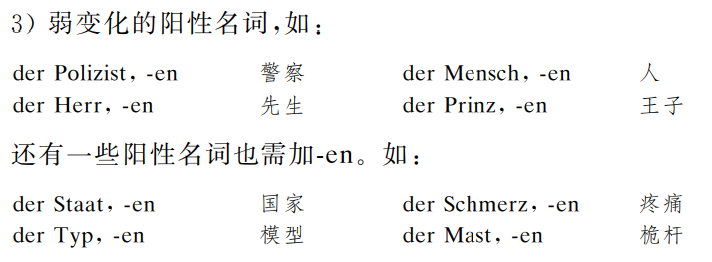 3) 弱变化的阳性名词,如:
der Polizist, -en 警察 der Mensch, -en 人
der Herr, -en 先生 der Prinz, -en 王子
还有一些阳性名词也需加-en。如:
der Staat, -en 国家 der Schmerz, -en 疼痛
der Typ, -en 模型 der Mast, -en 桅杆